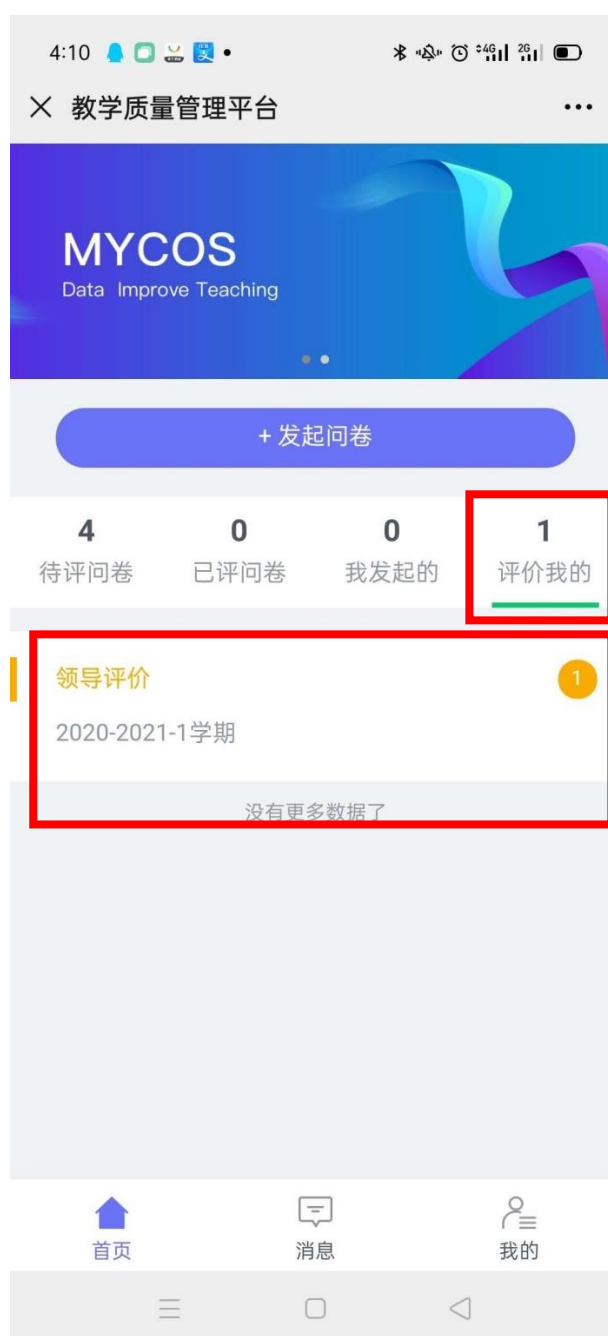 4:10
4G 2G
教学质量管理平台
MYCOS
Data Improve Teaching
+ 发起问卷
4 0 0 1
待评问卷 已评问卷 我发起的 评价我的
领导评价 1
2020-2021-1学期
没有更多数据了
首页 消息 我的